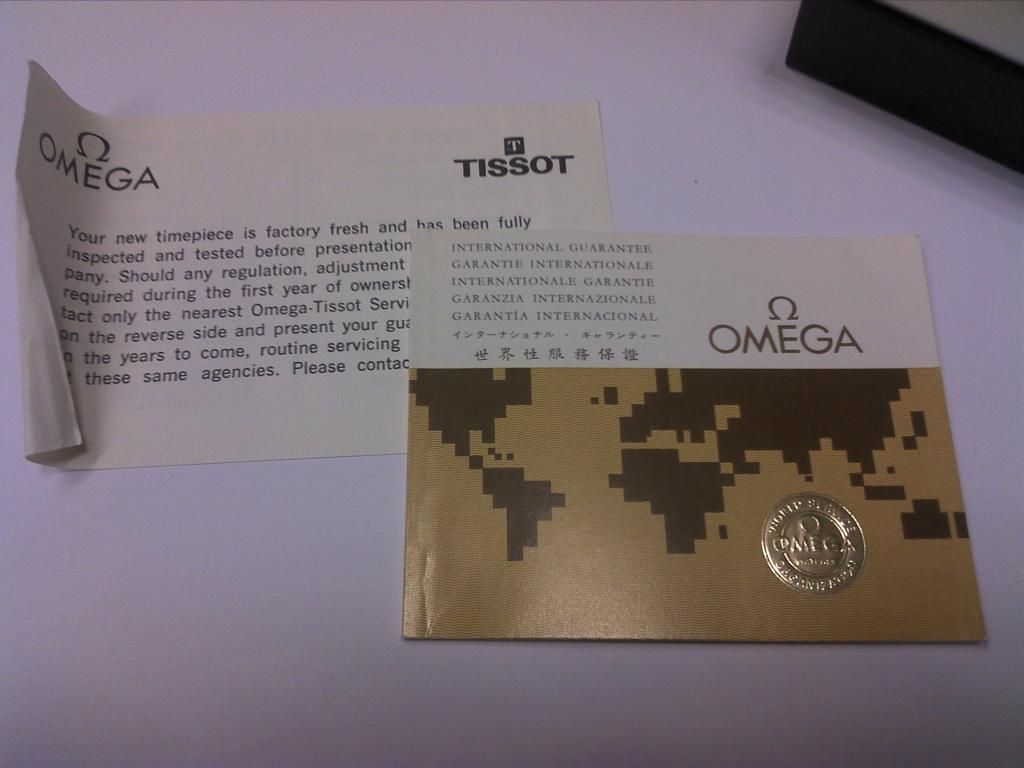 Ω
OMEGA
T
TISSOT
Your new timepiece is factory fresh and has been fully
inspected and tested before presentation
pany. Should any regulation, adjustment
required during the first year of owners
tact only the nearest Omega-Tissot Servi
on the reverse side and present your gua
n the years to come, routine servicing
t these same agencies. Please contac
INTERNATIONAL GUARANTEE
GARANTIE INTERNATIONALE
INTERNATIONALE GARANTIE
GARANZIA INTERNAZIONALE
GARANTÍA INTERNACIONAL
インターナショナル・ギャランティー
世界性服務保證
Ω
OMEGA
WORLD SERVICE
Ω
OMEGA
ORGANIZATION